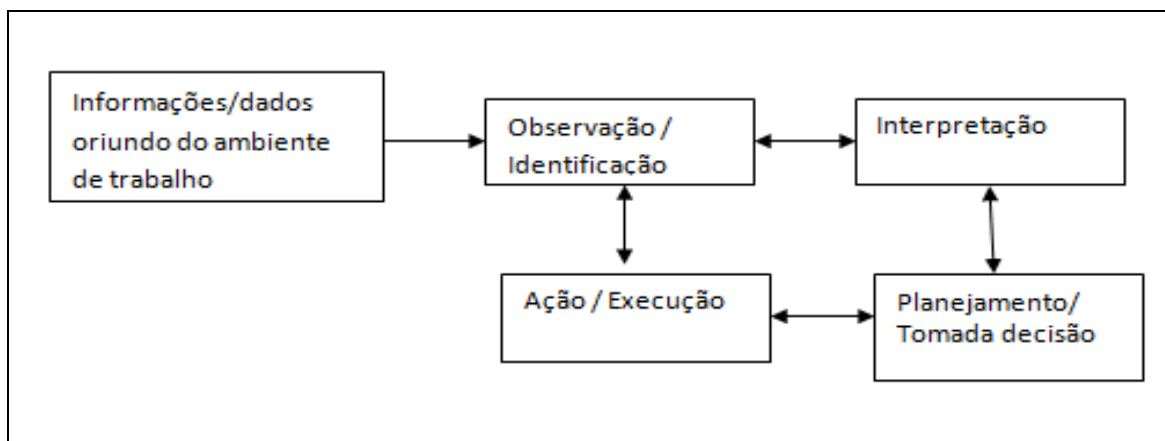 Informações/dados
oriundo do ambiente
de trabalho
Observação /
Identificação
Interpretação
Ação / Execução
Planejamento/
Tomada decisão